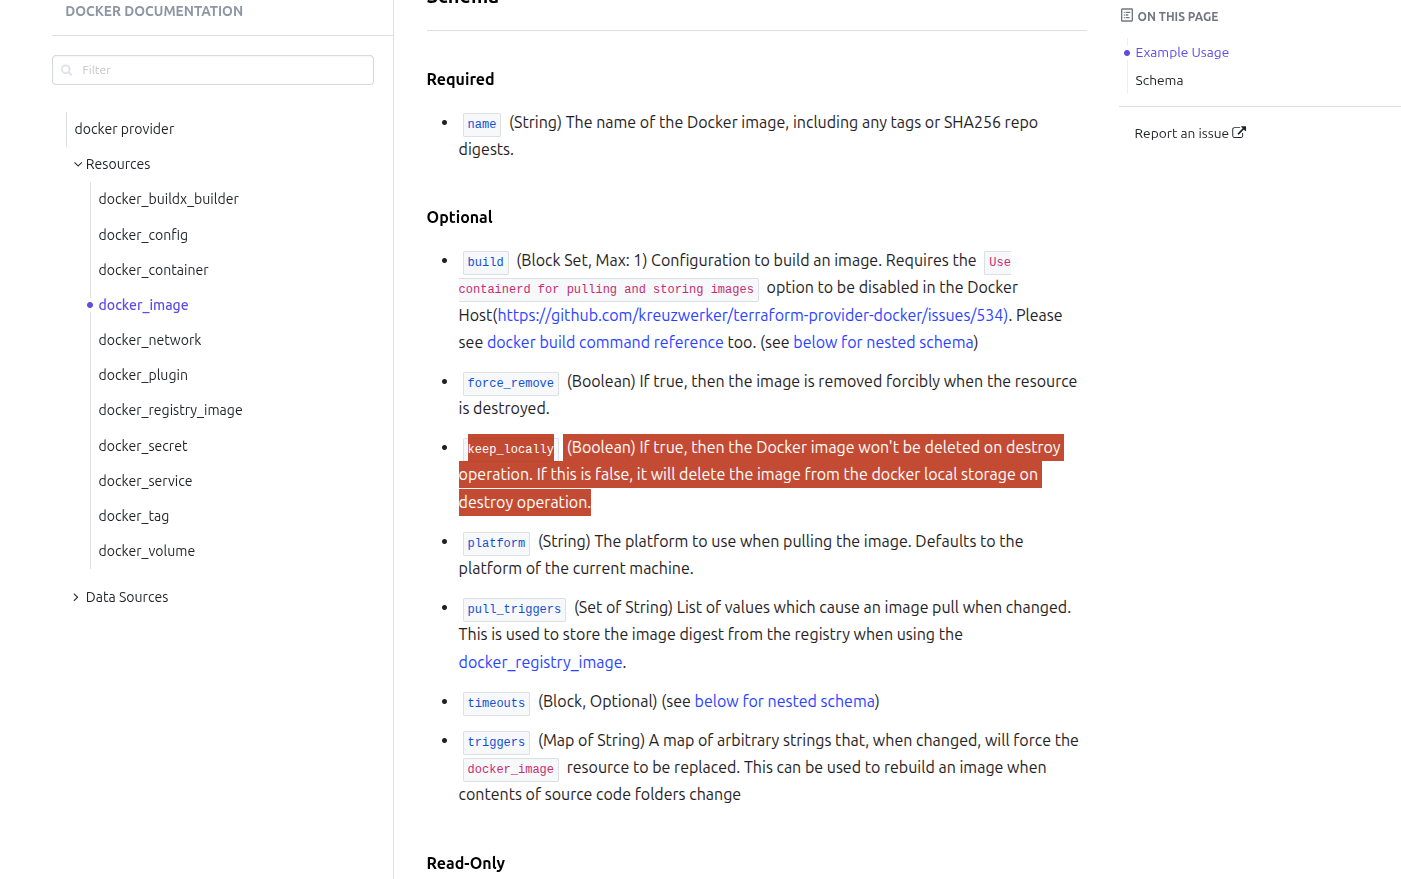 DOCKER DOCUMENTATION
Filter
docker provider
Resources
docker_buildx_builder
docker_config
docker_container
docker_image
docker_network
docker_plugin
docker_registry_image
docker_secret
docker_service
docker_tag
docker_volume
Data Sources
Schema
Required
name (String) The name of the Docker image, including any tags or SHA256 repo
digests.
Optional
build (Block Set, Max: 1) Configuration to build an image. Requires the Use
containerd for pulling and storing images option to be disabled in the Docker
Host(https://github.com/kreuzwerker/terraform-provider-docker/issues/534). Please
see docker build command reference too. (see below for nested schema)
force_remove (Boolean) If true, then the image is removed forcibly when the resource
is destroyed.
keep_locally (Boolean) If true, then the Docker image won't be deleted on destroy
operation. If this is false, it will delete the image from the docker local storage on
destroy operation.
platform (String) The platform to use when pulling the image. Defaults to the
platform of the current machine.
pull_triggers (Set of String) List of values which cause an image pull when changed.
This is used to store the image digest from the registry when using the
docker_registry_image.
timeouts (Block, Optional) (see below for nested schema)
triggers (Map of String) A map of arbitrary strings that, when changed, will force the
docker_image resource to be replaced. This can be used to rebuild an image when
contents of source code folders change
Read-Only
ON THIS PAGE
Example Usage
Schema
Report an issue